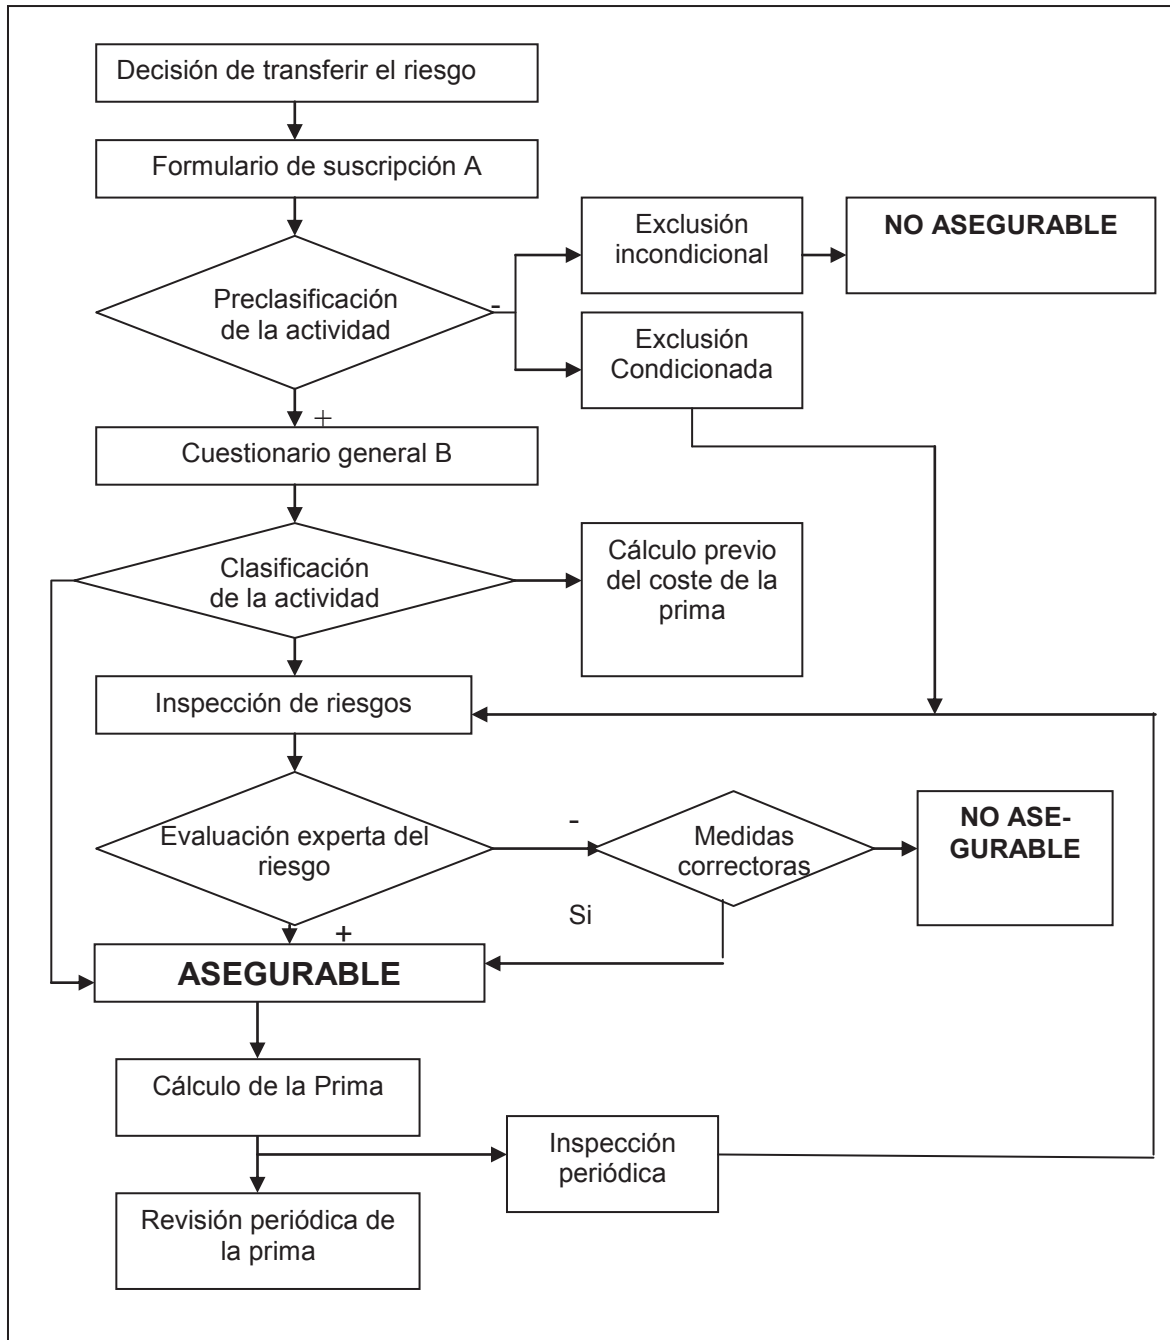 Decisión de transferir el riesgo
Formulario de suscripción A
Exclusión
incondicional
NO ASEGURABLE
Preclasificación
de la actividad
-
Exclusión
Condicionada
+
Cuestionario general B
Clasificación
de la actividad
Cálculo previo
del coste de la
prima
Inspección de riesgos
Evaluación experta del
riesgo
-
Medidas
correctoras
NO ASE-
GURABLE
Si
+
ASEGURABLE
Cálculo de la Prima
Inspección
periódica
Revisión periódica de
la prima